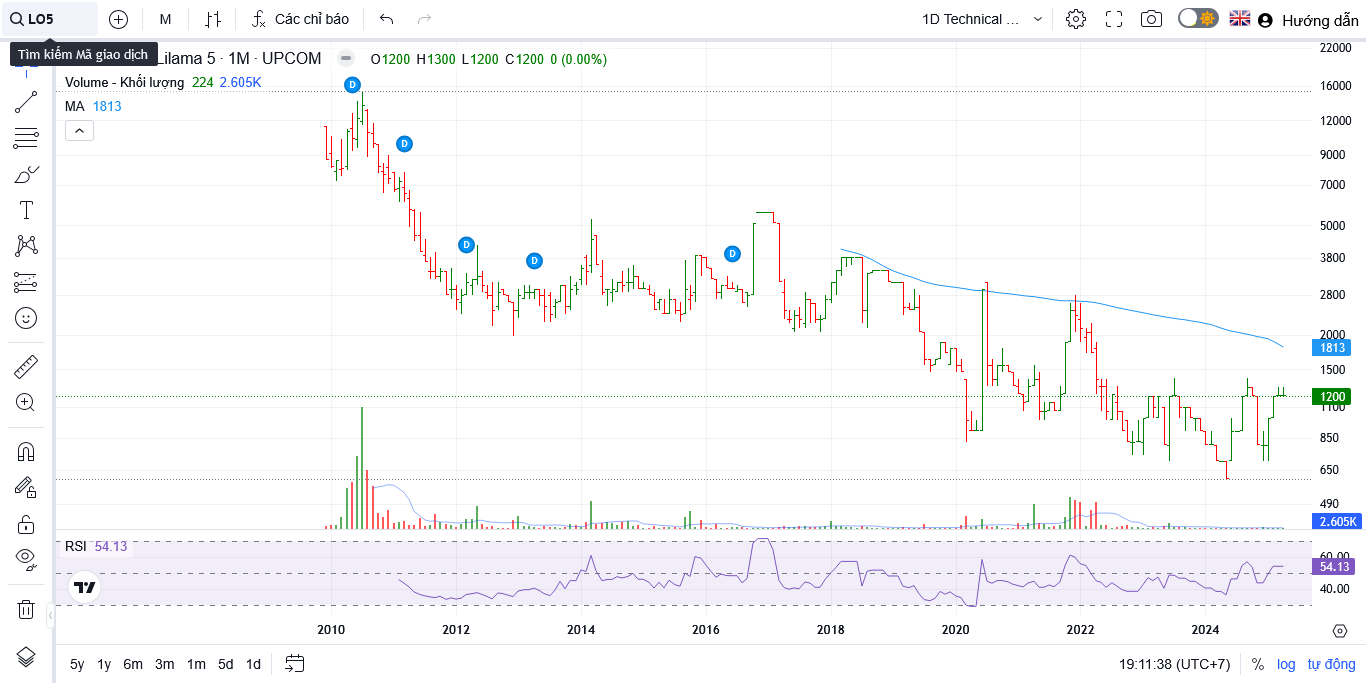 LO5 M Các chỉ báo 1D Technical ... Hướng dẫn
Tìm kiếm Mã giao dịch
Lilama 5 · 1M · UPCOM O1200 H1300 L1200 C1200 0 (0.00%)
Volume - Khối lượng 224 2.605K
MA 1813
D
D
D
D
D
22000
16000
12000
9000
7000
5000
3800
2800
2000
1813
1500
1200
1100
850
650
490
2.605K
RSI 54.13
60.00
54.13
40.00
2010 2012 2014 2016 2018 2020 2022 2024
5y 1y 6m 3m 1m 5d 1d 19:11:38 (UTC+7) % log tự động